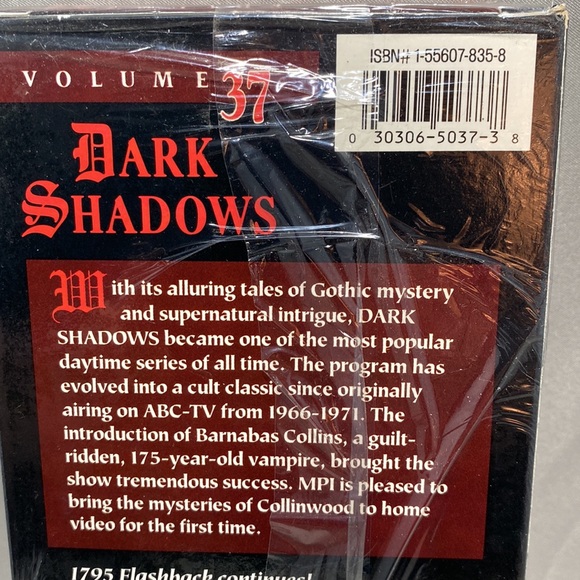 VOLUME 37
ISBN# 1-55607-835-8
0 30306-5037-3 8
DARK
SHADOWS
With its alluring tales of Gothic mystery
and supernatural intrigue, DARK
SHADOWS became one of the most popular
daytime series of all time. The program has
evolved into a cult classic since originally
airing on ABC-TV from 1966-1971. The
introduction of Barnabas Collins, a guilt-
ridden, 175-year-old vampire, brought the
show tremendous success. MPI is pleased to
bring the mysteries of Collinwood to home
video for the first time.
1795 Flashback continues!